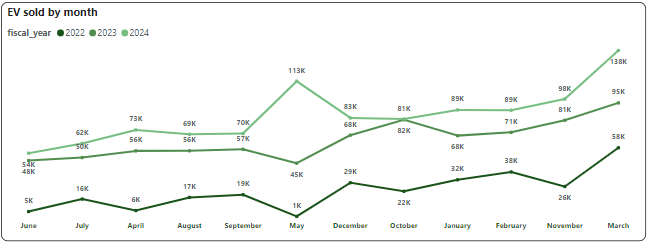 EV sold by month
fiscal_year 2022 2023 2024
113K 138K
62K 73K 69K 70K 83K 81K 89K 89K 98K
54K 50K 56K 56K 57K 68K 82K 68K 71K 81K 95K
48K 45K
5K 16K 6K 17K 19K 1K 29K 22K 32K 38K 26K 58K
June July April August September May December October January February November March